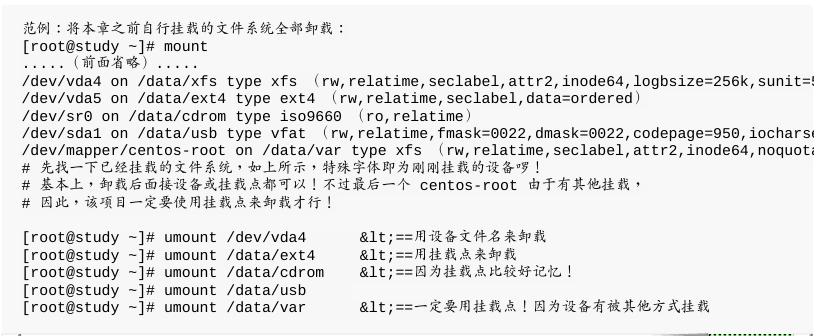 范例：将本章之前自行挂载的文件系统全部卸载：
[root@study ~]# mount
.....（前面省略）.....
/dev/vda4 on /data/xfs type xfs （rw,relatime,seclabel,attr2,inode64,logbsize=256k,sunit=5
/dev/vda5 on /data/ext4 type ext4 （rw,relatime,seclabel,data=ordered）
/dev/sr0 on /data/cdrom type iso9660 （ro,relatime）
/dev/sda1 on /data/usb type vfat （rw,relatime,fmask=0022,dmask=0022,codepage=950,iocharse
/dev/mapper/centos-root on /data/var type xfs （rw,relatime,seclabel,attr2,inode64,noquota
# 先找一下已经挂载的文件系统，如上所示，特殊字体即为刚刚挂载的设备啰！
# 基本上，卸载后面接设备或挂载点都可以！不过最后一个 centos-root 由于有其他挂载，
# 因此，该项目一定要使用挂载点来卸载才行！
[root@study ~]# umount /dev/vda4      &lt;==用设备文件名来卸载
[root@study ~]# umount /data/ext4     &lt;==用挂载点来卸载
[root@study ~]# umount /data/cdrom    &lt;==因为挂载点比较好记忆！
[root@study ~]# umount /data/usb
[root@study ~]# umount /data/var      &lt;==一定要用挂载点！因为设备有被其他方式挂载